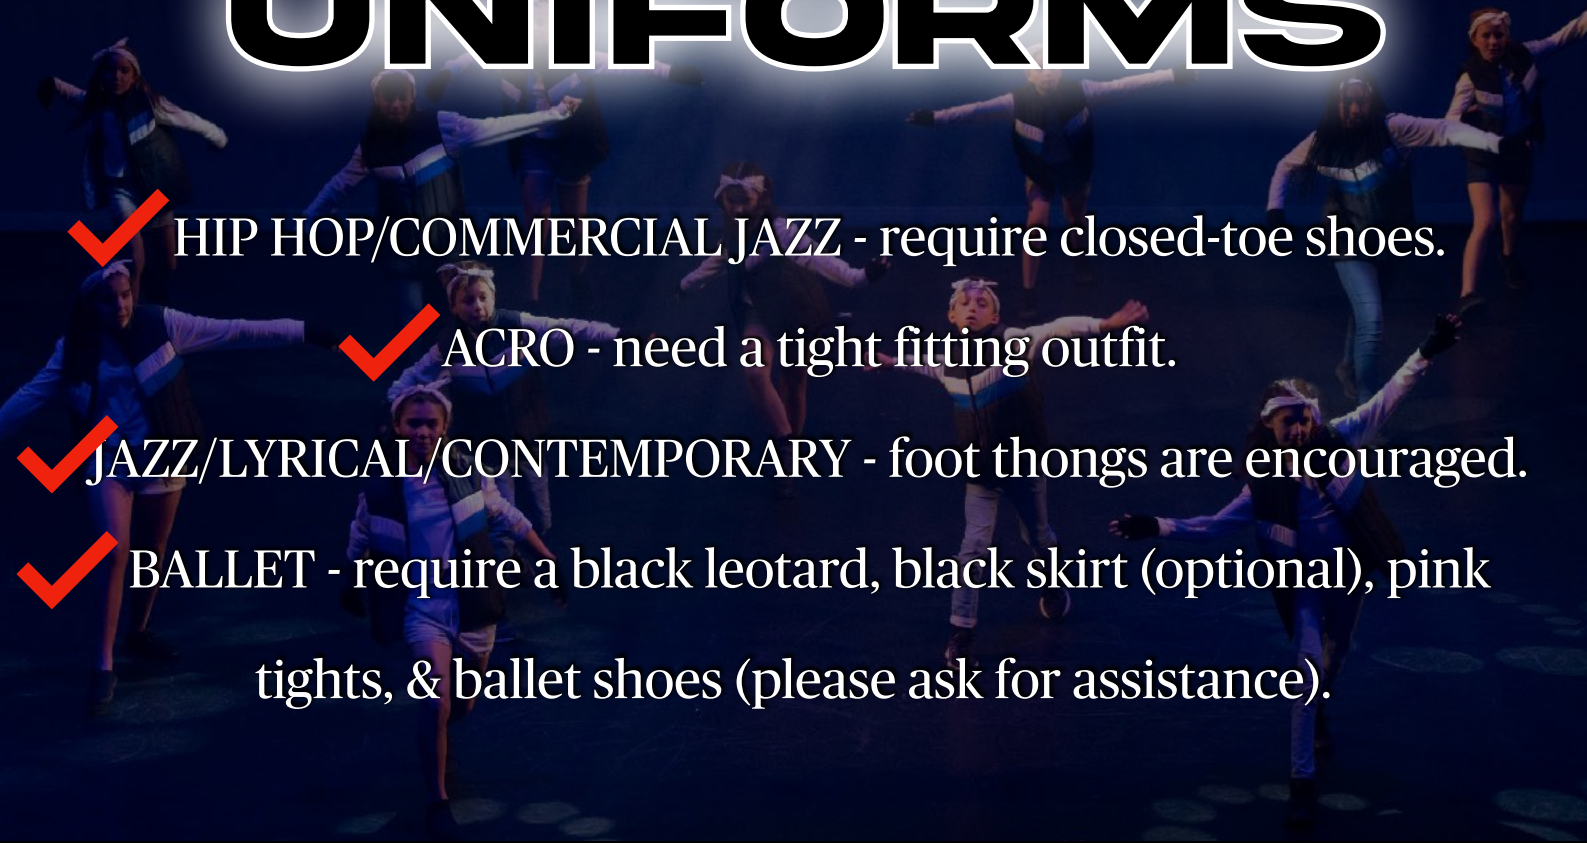 UNIFORMS
HIP HOP/COMMERCIAL JAZZ - require closed-toe shoes.
ACRO - need a tight fitting outfit.
JAZZ/LYRICAL/CONTEMPORARY - foot thongs are encouraged.
BALLET - require a black leotard, black skirt (optional), pink
tights, & ballet shoes (please ask for assistance).